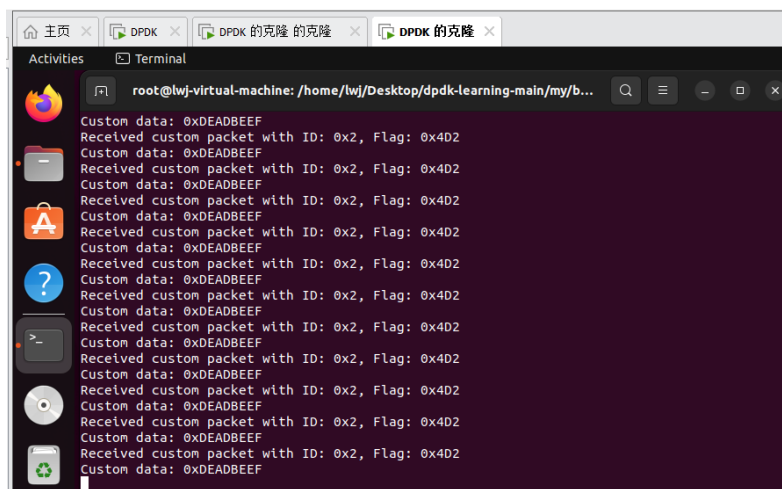 主页
DPDK
DPDK 的克隆 的克隆
DPDK 的克隆
Activities
Terminal
root@lwj-virtual-machine: /home/lwj/Desktop/dpdk-learning-main/my/b...
Custom data: 0xDEADBEEF
Received custom packet with ID: 0x2, Flag: 0x4D2
Custom data: 0xDEADBEEF
Received custom packet with ID: 0x2, Flag: 0x4D2
Custom data: 0xDEADBEEF
Received custom packet with ID: 0x2, Flag: 0x4D2
Custom data: 0xDEADBEEF
Received custom packet with ID: 0x2, Flag: 0x4D2
Custom data: 0xDEADBEEF
Received custom packet with ID: 0x2, Flag: 0x4D2
Custom data: 0xDEADBEEF
Received custom packet with ID: 0x2, Flag: 0x4D2
Custom data: 0xDEADBEEF
Received custom packet with ID: 0x2, Flag: 0x4D2
Custom data: 0xDEADBEEF
Received custom packet with ID: 0x2, Flag: 0x4D2
Custom data: 0xDEADBEEF
Received custom packet with ID: 0x2, Flag: 0x4D2
Custom data: 0xDEADBEEF
Received custom packet with ID: 0x2, Flag: 0x4D2
Custom data: 0xDEADBEEF
Received custom packet with ID: 0x2, Flag: 0x4D2
Custom data: 0xDEADBEEF